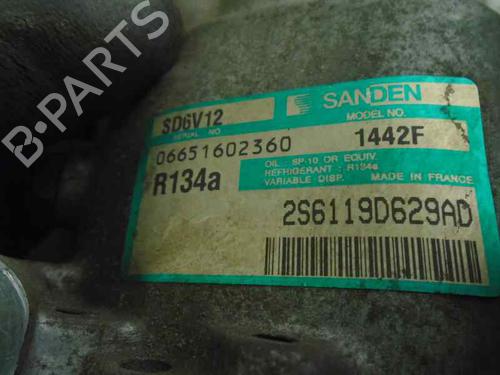 SANDEN
SD6V12
SERIAL NO
MODEL NO.
06651602360
1442F
R134a
OIL : SP-10 OR EQUIV.
REFRIGERANT : R134a
VARIABLE DISP. MADE IN FRANCE
2S6119D629AD
B-PARTS